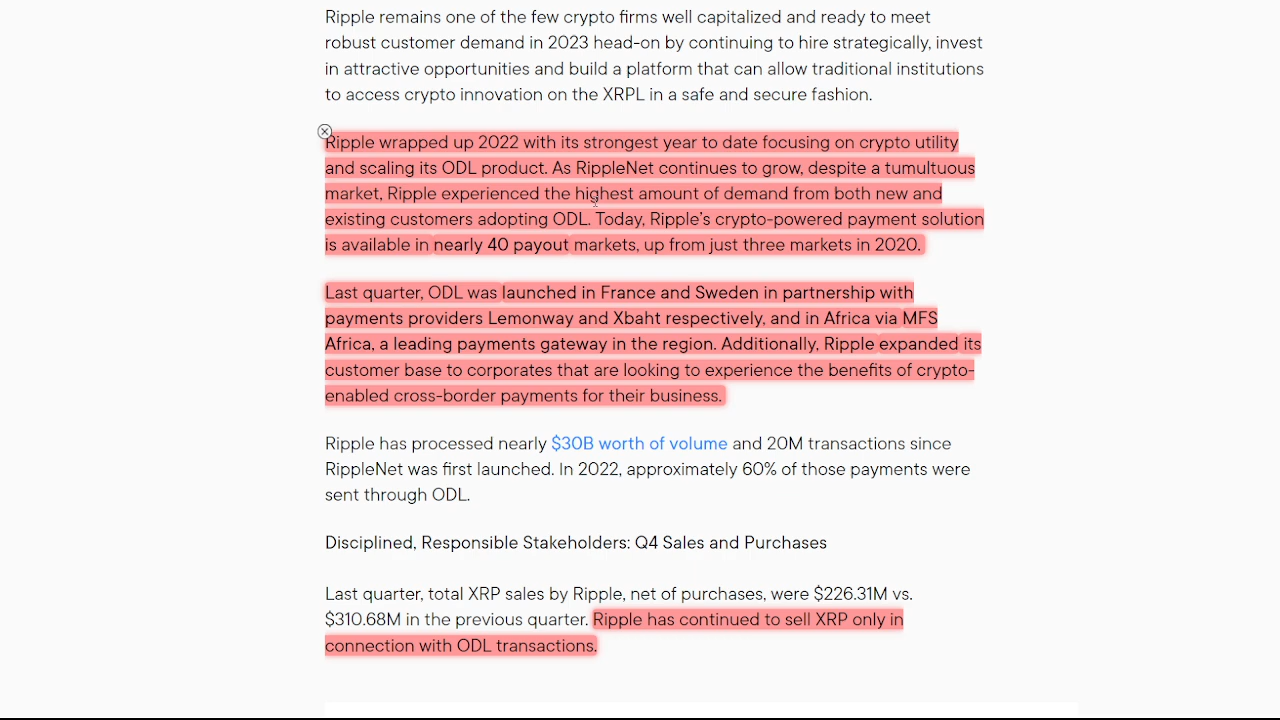 Ripple remains one of the few crypto firms well capitalized and ready to meet
robust customer demand in 2023 head-on by continuing to hire strategically, invest
in attractive opportunities and build a platform that can allow traditional institutions
to access crypto innovation on the XRPL in a safe and secure fashion.
Ripple wrapped up 2022 with its strongest year to date focusing on crypto utility
and scaling its ODL product. As RippleNet continues to grow, despite a tumultuous
market, Ripple experienced the highest amount of demand from both new and
existing customers adopting ODL. Today, Ripple's crypto-powered payment solution
is available in nearly 40 payout markets, up from just three markets in 2020.
Last quarter, ODL was launched in France and Sweden in partnership with
payments providers Lemonway and Xbaht respectively, and in Africa via MFS
Africa, a leading payments gateway in the region. Additionally, Ripple expanded its
customer base to corporates that are looking to experience the benefits of crypto-
enabled cross-border payments for their business.
Ripple has processed nearly $30B worth of volume and 20M transactions since
RippleNet was first launched. In 2022, approximately 60% of those payments were
sent through ODL.
Disciplined, Responsible Stakeholders: Q4 Sales and Purchases
Last quarter, total XRP sales by Ripple, net of purchases, were $226.31M vs.
$310.68M in the previous quarter. Ripple has continued to sell XRP only in
connection with ODL transactions.